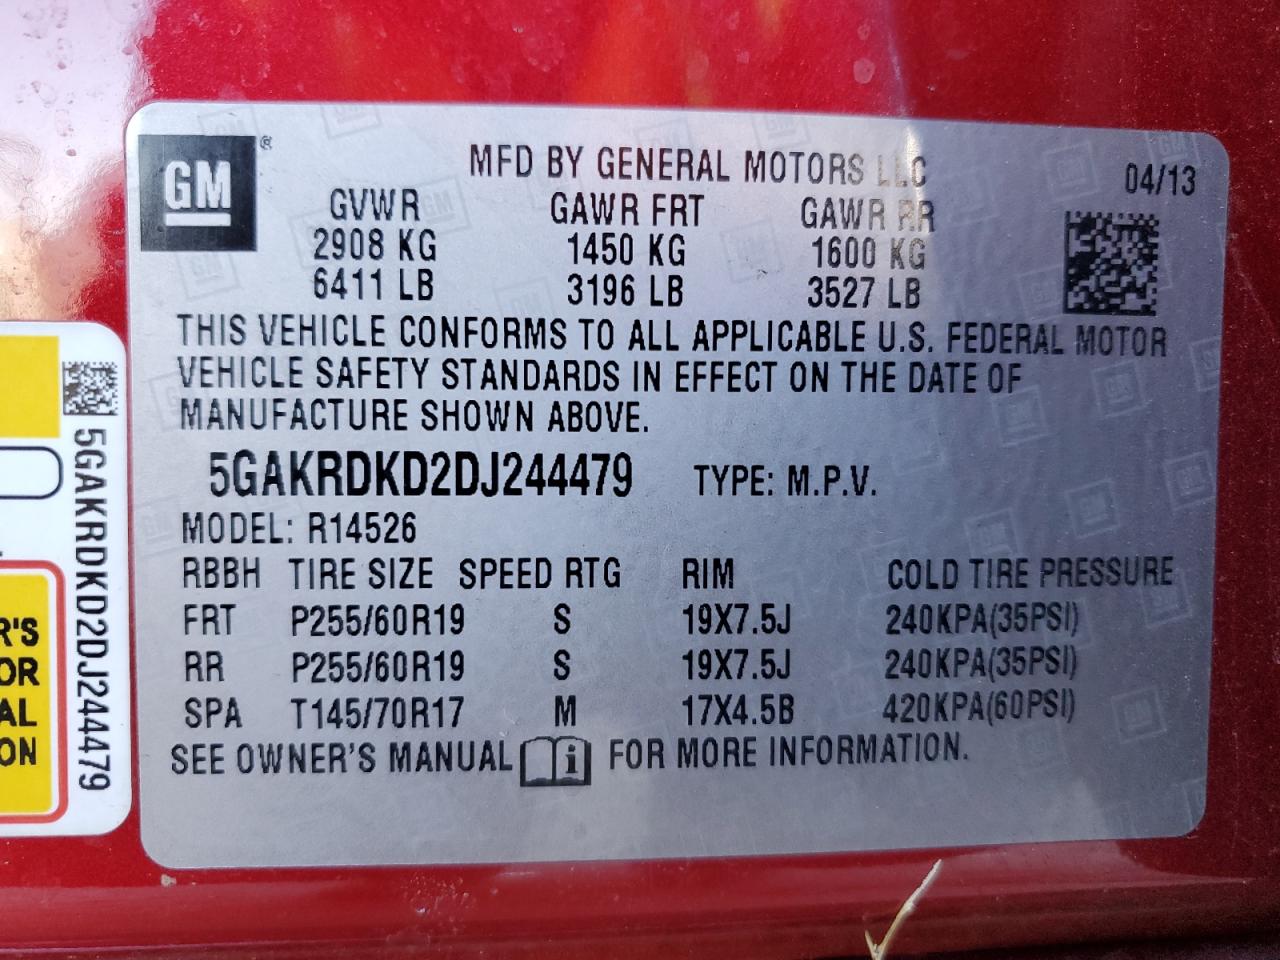 GM ®
MFD BY GENERAL MOTORS LLC 04/13
GVWR GAWR FRT GAWR RR
2908 KG 1450 KG 1600 KG
6411 LB 3196 LB 3527 LB
THIS VEHICLE CONFORMS TO ALL APPLICABLE U.S. FEDERAL MOTOR
VEHICLE SAFETY STANDARDS IN EFFECT ON THE DATE OF
MANUFACTURE SHOWN ABOVE.
5GAKRDKD2DJ244479 TYPE: M.P.V.
MODEL: R14526
RBBH TIRE SIZE SPEED RTG RIM COLD TIRE PRESSURE
FRT P255/60R19 S 19X7.5J 240KPA(35PSI)
RR P255/60R19 S 19X7.5J 240KPA(35PSI)
SPA T145/70R17 M 17X4.5B 420KPA(60PSI)
SEE OWNER'S MANUAL i FOR MORE INFORMATION.
5GAKRDKD2DJ244479
R'S
OR
AL
ON